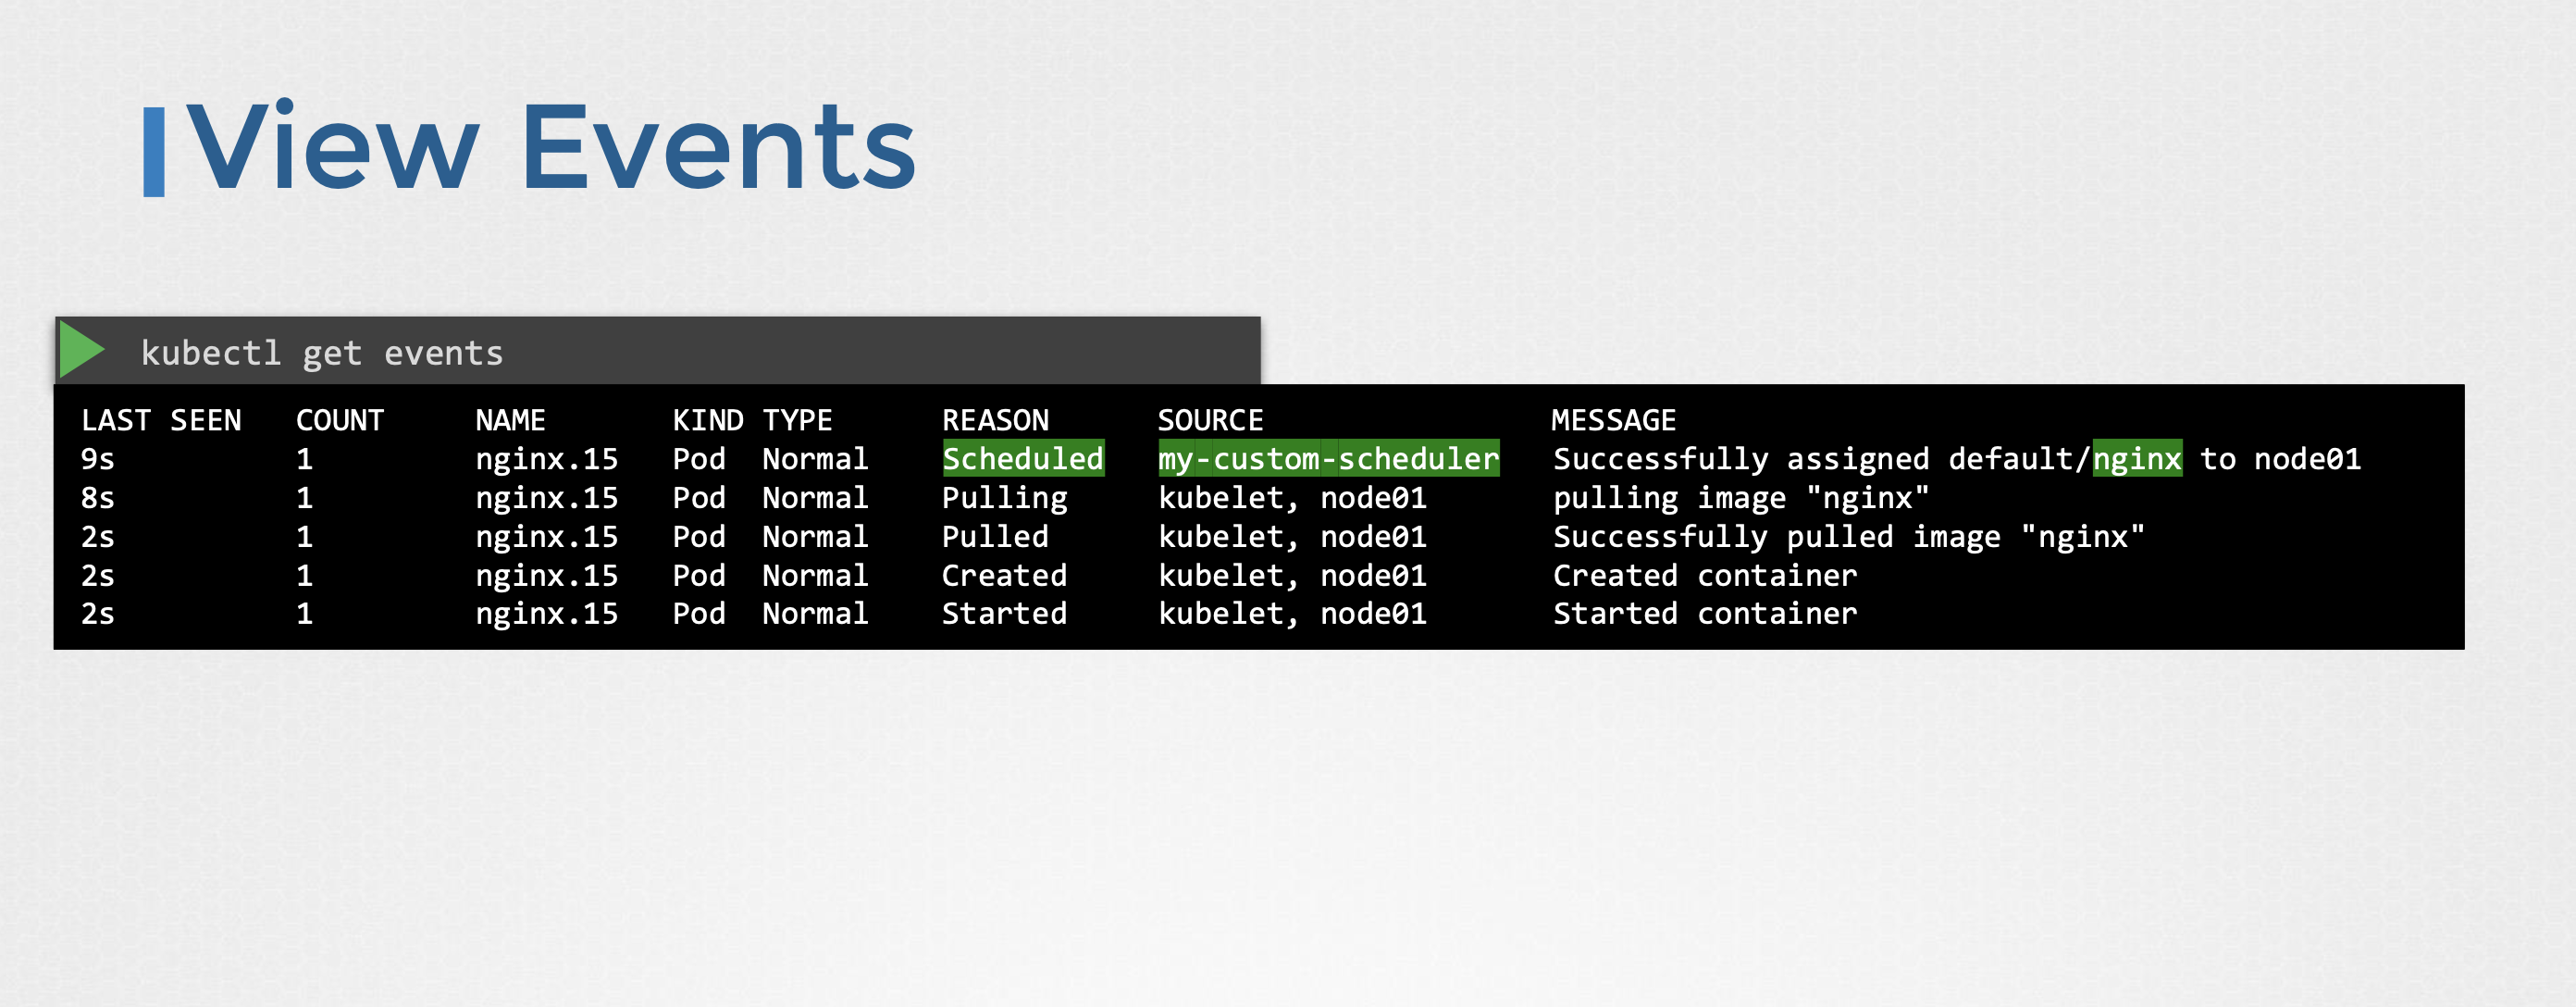 View Events
kubectl get events
LAST SEEN COUNT NAME KIND TYPE REASON SOURCE MESSAGE
9s 1 nginx.15 Pod Normal Scheduled my-custom-scheduler Successfully assigned default/nginx to node01
8s 1 nginx.15 Pod Normal Pulling kubelet, node01 pulling image "nginx"
2s 1 nginx.15 Pod Normal Pulled kubelet, node01 Successfully pulled image "nginx"
2s 1 nginx.15 Pod Normal Created kubelet, node01 Created container
2s 1 nginx.15 Pod Normal Started kubelet, node01 Started container